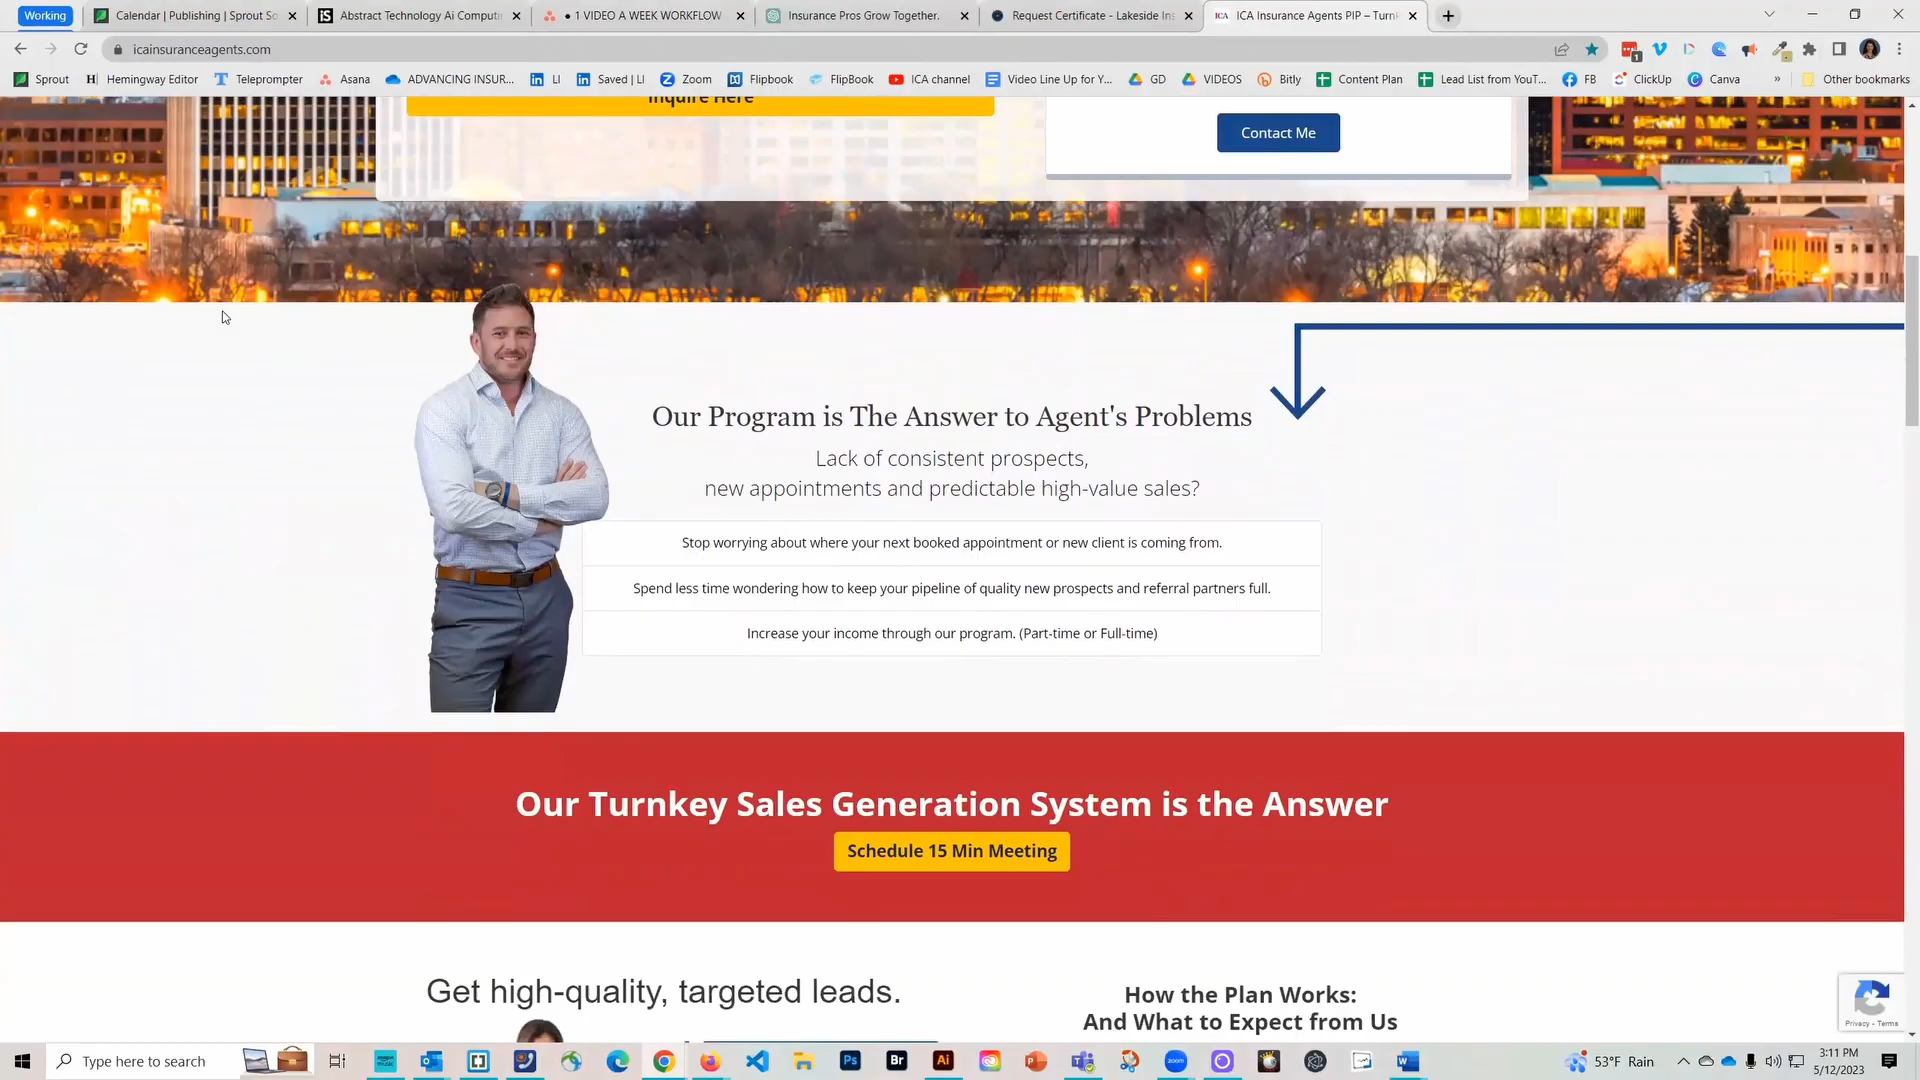 Working
Calendar | Publishing | Sprout So
Abstract Technology Ai Computi
• 1 VIDEO A WEEK WORKFLOW
Insurance Pros Grow Together.
Request Certificate - Lakeside Ins
ICA
ICA Insurance Agents PIP – Turn
icainsuranceagents.com
Sprout
Hemingway Editor
Teleprompter
Asana
ADVANCING INSUR...
LI
Saved | LI
Zoom
Flipbook
FlipBook
ICA channel
Video Line Up for Y...
GD
VIDEOS
Bitly
Content Plan
Lead List from YouT...
FB
ClickUp
Canva
»
Other bookmarks
Inquire Here
Contact Me
Our Program is The Answer to Agent's Problems
Lack of consistent prospects,
new appointments and predictable high-value sales?
Stop worrying about where your next booked appointment or new client is coming from.
Spend less time wondering how to keep your pipeline of quality new prospects and referral partners full.
Increase your income through our program. (Part-time or Full-time)
Our Turnkey Sales Generation System is the Answer
Schedule 15 Min Meeting
Get high-quality, targeted leads.
How the Plan Works:
And What to Expect from Us
Privacy - Terms
Type here to search
Ps
Br
Ai
zoom
53°F Rain
3:11 PM
5/12/2023